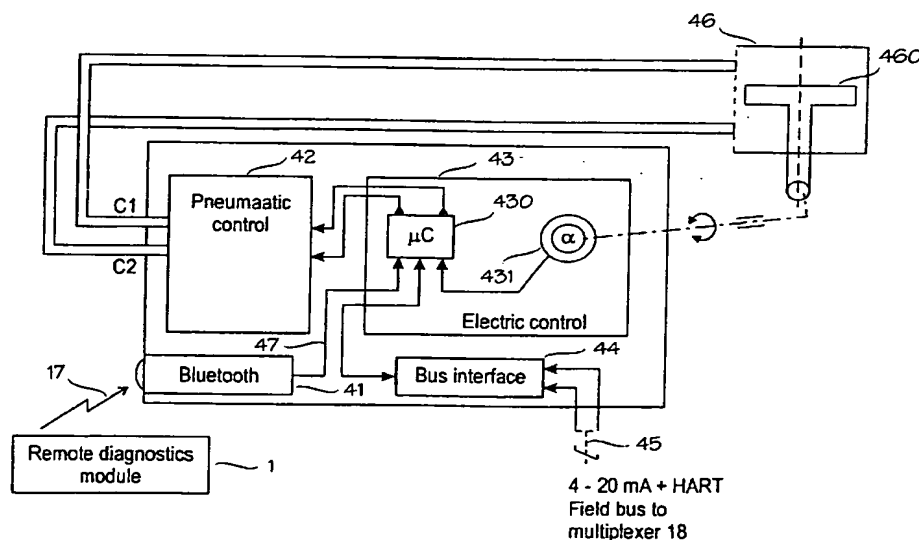 46
460
42
43
Pneumaatic
control
C1
C2
430
μC
α
431
Electric control
47
44
17
Bluetooth
41
Bus interface
45
Remote diagnostics
module
1
4 - 20 mA + HART
Field bus to
multiplexer 18